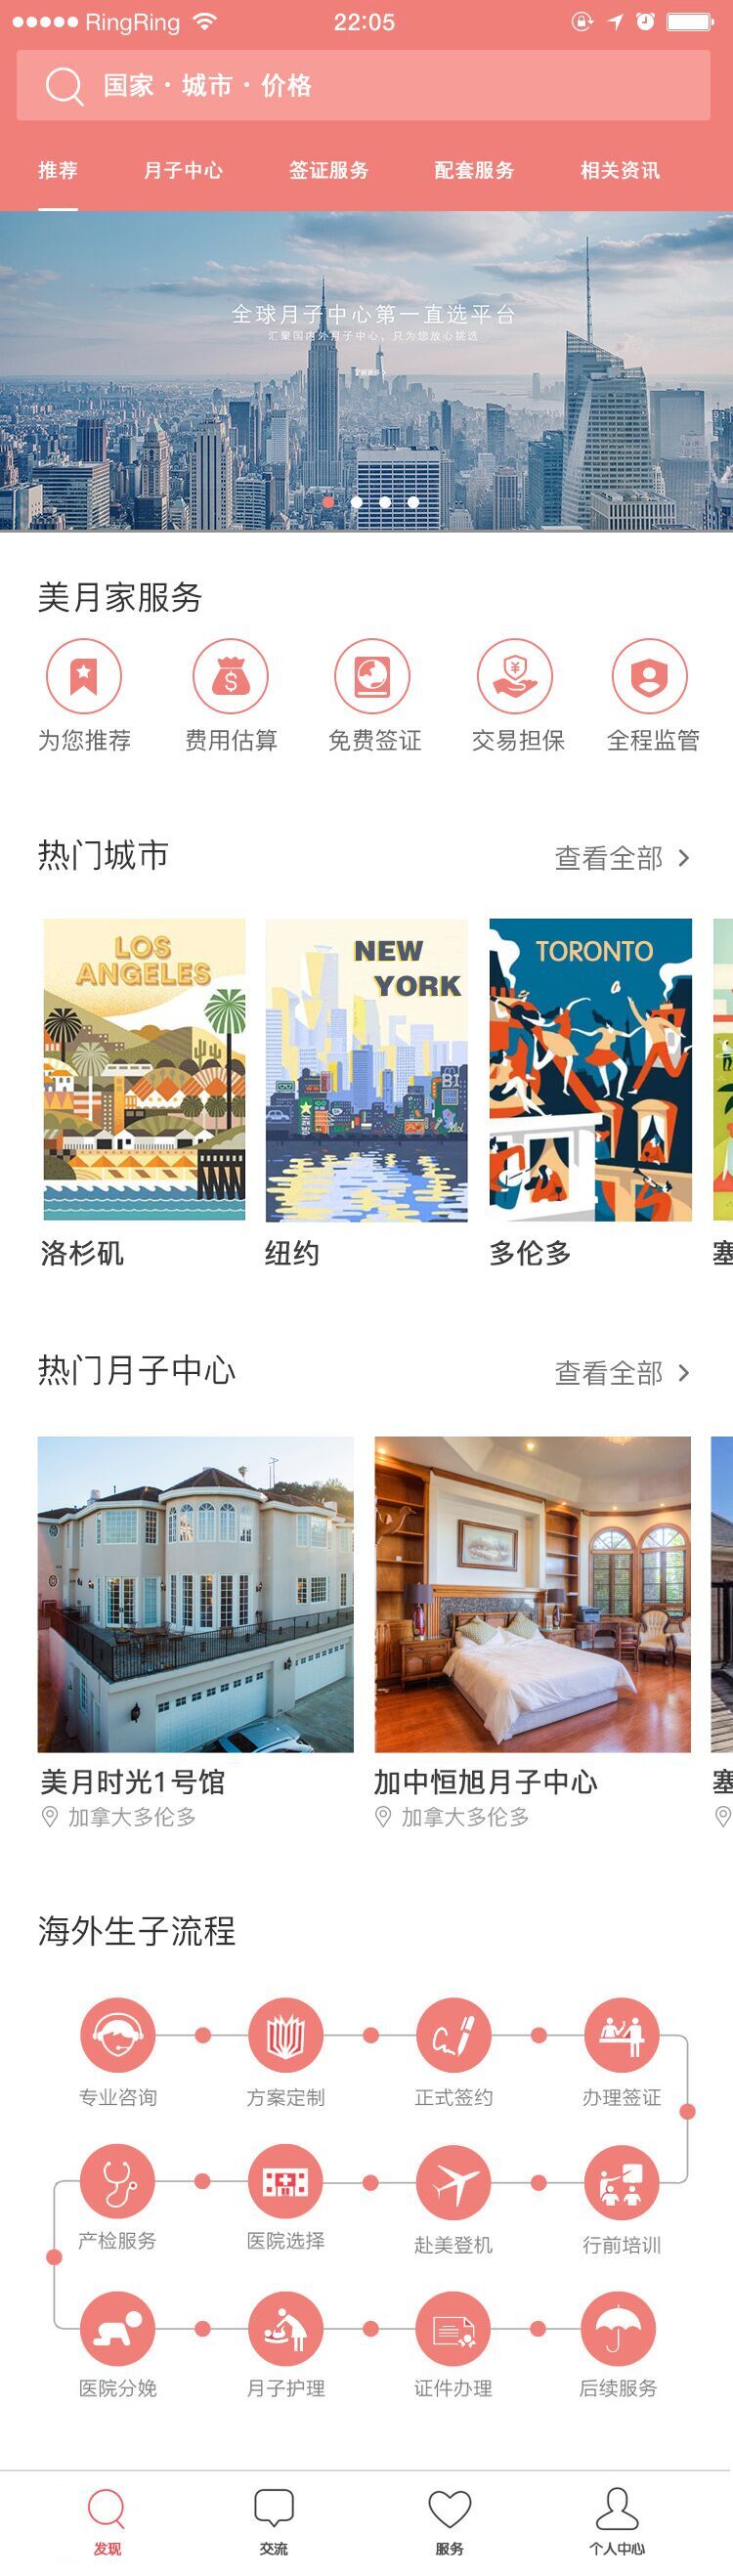 RingRing 22:05
国家 · 城市 · 价格
推荐 月子中心 签证服务 配套服务 相关资讯
全球月子中心第一直选平台
汇聚国内外月子中心，只为您放心挑选
了解更多 >
美月家服务
为您推荐 费用估算 免费签证 交易担保 全程监管
热门城市 查看全部 >
LOS
ANGELES
NEW
YORK
TORONTO
洛杉矶 纽约 多伦多 塞
热门月子中心 查看全部 >
美月时光1号馆 加中恒旭月子中心 塞
加拿大多伦多 加拿大多伦多
海外生子流程
专业咨询 方案定制 正式签约 办理签证
产检服务 医院选择 赴美登机 行前培训
医院分娩 月子护理 证件办理 后续服务
发现 交流 服务 个人中心